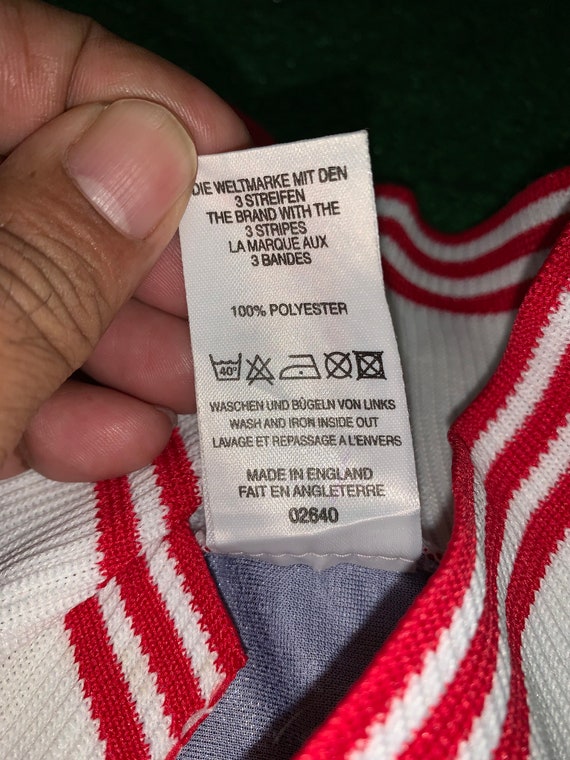 DIE WELTMARKE MIT DEN
3 STREIFEN
THE BRAND WITH THE
3 STRIPES
LA MARQUE AUX
3 BANDES
100% POLYESTER
40°
WASCHEN UND BÜGELN VON LINKS
WASH AND IRON INSIDE OUT
LAVAGE ET REPASSAGE A L'ENVERS
MADE IN ENGLAND
FAIT EN ANGLETERRE
02640